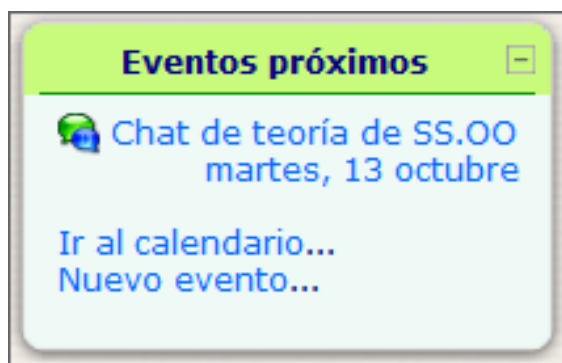 Eventos próximos
Chat de teoría de SS.OO
martes, 13 octubre
Ir al calendario...
Nuevo evento...